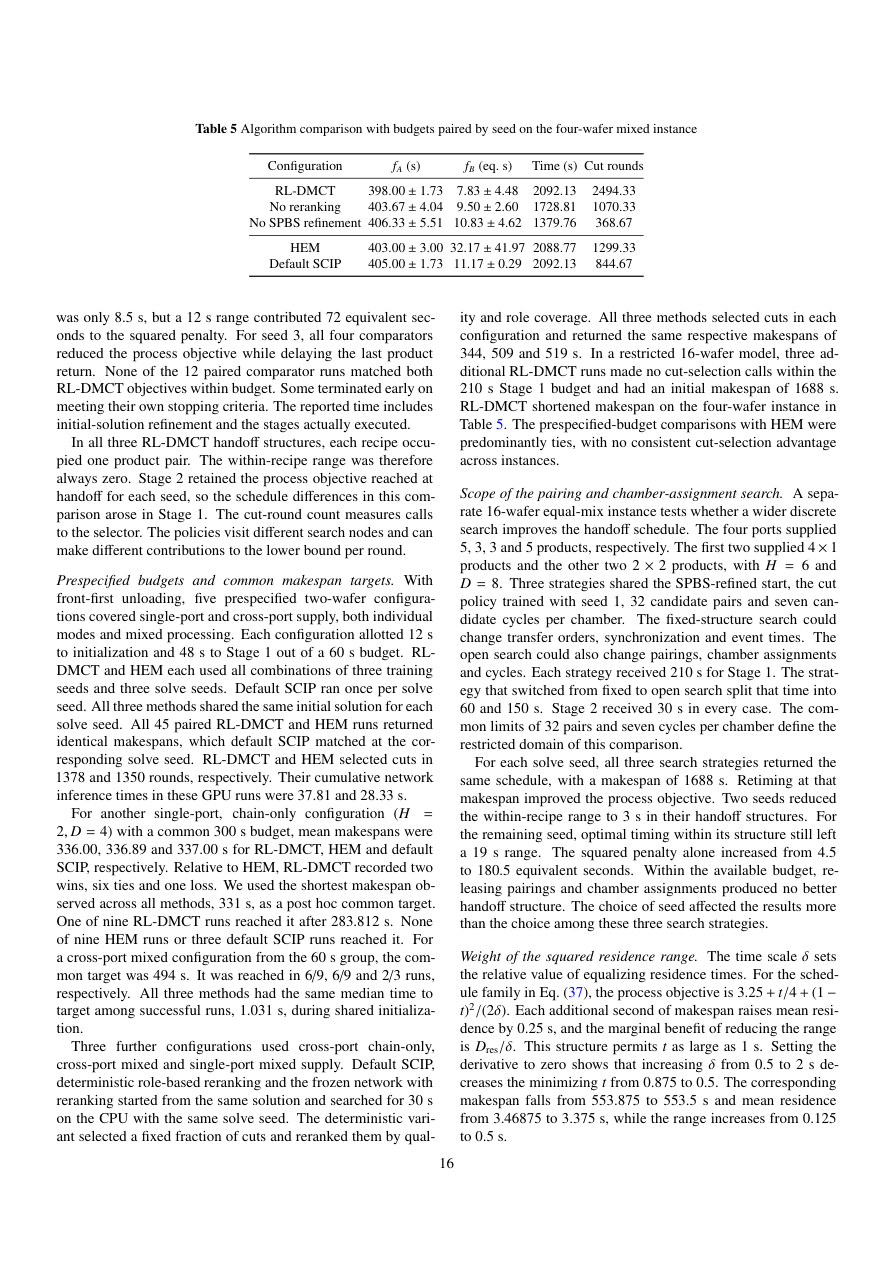 Table 5 Algorithm comparison with budgets paired by seed on the four-wafer mixed instance
Configuration f_A (s) f_B (eq. s) Time (s) Cut rounds
RL-DMCT 398.00 ± 1.73 7.83 ± 4.48 2092.13 2494.33
No reranking 403.67 ± 4.04 9.50 ± 2.60 1728.81 1070.33
No SPBS refinement 406.33 ± 5.51 10.83 ± 4.62 1379.76 368.67
HEM 403.00 ± 3.00 32.17 ± 41.97 2088.77 1299.33
Default SCIP 405.00 ± 1.73 11.17 ± 0.29 2092.13 844.67
was only 8.5 s, but a 12 s range contributed 72 equivalent sec-
onds to the squared penalty. For seed 3, all four comparators
reduced the process objective while delaying the last product
return. None of the 12 paired comparator runs matched both
RL-DMCT objectives within budget. Some terminated early on
meeting their own stopping criteria. The reported time includes
initial-solution refinement and the stages actually executed.
In all three RL-DMCT handoff structures, each recipe occu-
pied one product pair. The within-recipe range was therefore
always zero. Stage 2 retained the process objective reached at
handoff for each seed, so the schedule differences in this com-
parison arose in Stage 1. The cut-round count measures calls
to the selector. The policies visit different search nodes and can
make different contributions to the lower bound per round.
Prespecified budgets and common makespan targets. With
front-first unloading, five prespecified two-wafer configura-
tions covered single-port and cross-port supply, both individual
modes and mixed processing. Each configuration allotted 12 s
to initialization and 48 s to Stage 1 out of a 60 s budget. RL-
DMCT and HEM each used all combinations of three training
seeds and three solve seeds. Default SCIP ran once per solve
seed. All three methods shared the same initial solution for each
solve seed. All 45 paired RL-DMCT and HEM runs returned
identical makespans, which default SCIP matched at the cor-
responding solve seed. RL-DMCT and HEM selected cuts in
1378 and 1350 rounds, respectively. Their cumulative network
inference times in these GPU runs were 37.81 and 28.33 s.
For another single-port, chain-only configuration (H =
2, D = 4) with a common 300 s budget, mean makespans were
336.00, 336.89 and 337.00 s for RL-DMCT, HEM and default
SCIP, respectively. Relative to HEM, RL-DMCT recorded two
wins, six ties and one loss. We used the shortest makespan ob-
served across all methods, 331 s, as a post hoc common target.
One of nine RL-DMCT runs reached it after 283.812 s. None
of nine HEM runs or three default SCIP runs reached it. For
a cross-port mixed configuration from the 60 s group, the com-
mon target was 494 s. It was reached in 6/9, 6/9 and 2/3 runs,
respectively. All three methods had the same median time to
target among successful runs, 1.031 s, during shared initializa-
tion.
Three further configurations used cross-port chain-only,
cross-port mixed and single-port mixed supply. Default SCIP,
deterministic role-based reranking and the frozen network with
reranking started from the same solution and searched for 30 s
on the CPU with the same solve seed. The deterministic vari-
ant selected a fixed fraction of cuts and reranked them by qual-
ity and role coverage. All three methods selected cuts in each
configuration and returned the same respective makespans of
344, 509 and 519 s. In a restricted 16-wafer model, three ad-
ditional RL-DMCT runs made no cut-selection calls within the
210 s Stage 1 budget and had an initial makespan of 1688 s.
RL-DMCT shortened makespan on the four-wafer instance in
Table 5. The prespecified-budget comparisons with HEM were
predominantly ties, with no consistent cut-selection advantage
across instances.
Scope of the pairing and chamber-assignment search. A sepa-
rate 16-wafer equal-mix instance tests whether a wider discrete
search improves the handoff schedule. The four ports supplied
5, 3, 3 and 5 products, respectively. The first two supplied 4 × 1
products and the other two 2 × 2 products, with H = 6 and
D = 8. Three strategies shared the SPBS-refined start, the cut
policy trained with seed 1, 32 candidate pairs and seven can-
didate cycles per chamber. The fixed-structure search could
change transfer orders, synchronization and event times. The
open search could also change pairings, chamber assignments
and cycles. Each strategy received 210 s for Stage 1. The strat-
egy that switched from fixed to open search split that time into
60 and 150 s. Stage 2 received 30 s in every case. The com-
mon limits of 32 pairs and seven cycles per chamber define the
restricted domain of this comparison.
For each solve seed, all three search strategies returned the
same schedule, with a makespan of 1688 s. Retiming at that
makespan improved the process objective. Two seeds reduced
the within-recipe range to 3 s in their handoff structures. For
the remaining seed, optimal timing within its structure still left
a 19 s range. The squared penalty alone increased from 4.5
to 180.5 equivalent seconds. Within the available budget, re-
leasing pairings and chamber assignments produced no better
handoff structure. The choice of seed affected the results more
than the choice among these three search strategies.
Weight of the squared residence range. The time scale δ sets
the relative value of equalizing residence times. For the sched-
ule family in Eq. (37), the process objective is 3.25 + t/4 + (1 −
t)²/(2δ). Each additional second of makespan raises mean resi-
dence by 0.25 s, and the marginal benefit of reducing the range
is D_res/δ. This structure permits t as large as 1 s. Setting the
derivative to zero shows that increasing δ from 0.5 to 2 s de-
creases the minimizing t from 0.875 to 0.5. The corresponding
makespan falls from 553.875 to 553.5 s and mean residence
from 3.46875 to 3.375 s, while the range increases from 0.125
to 0.5 s.
16